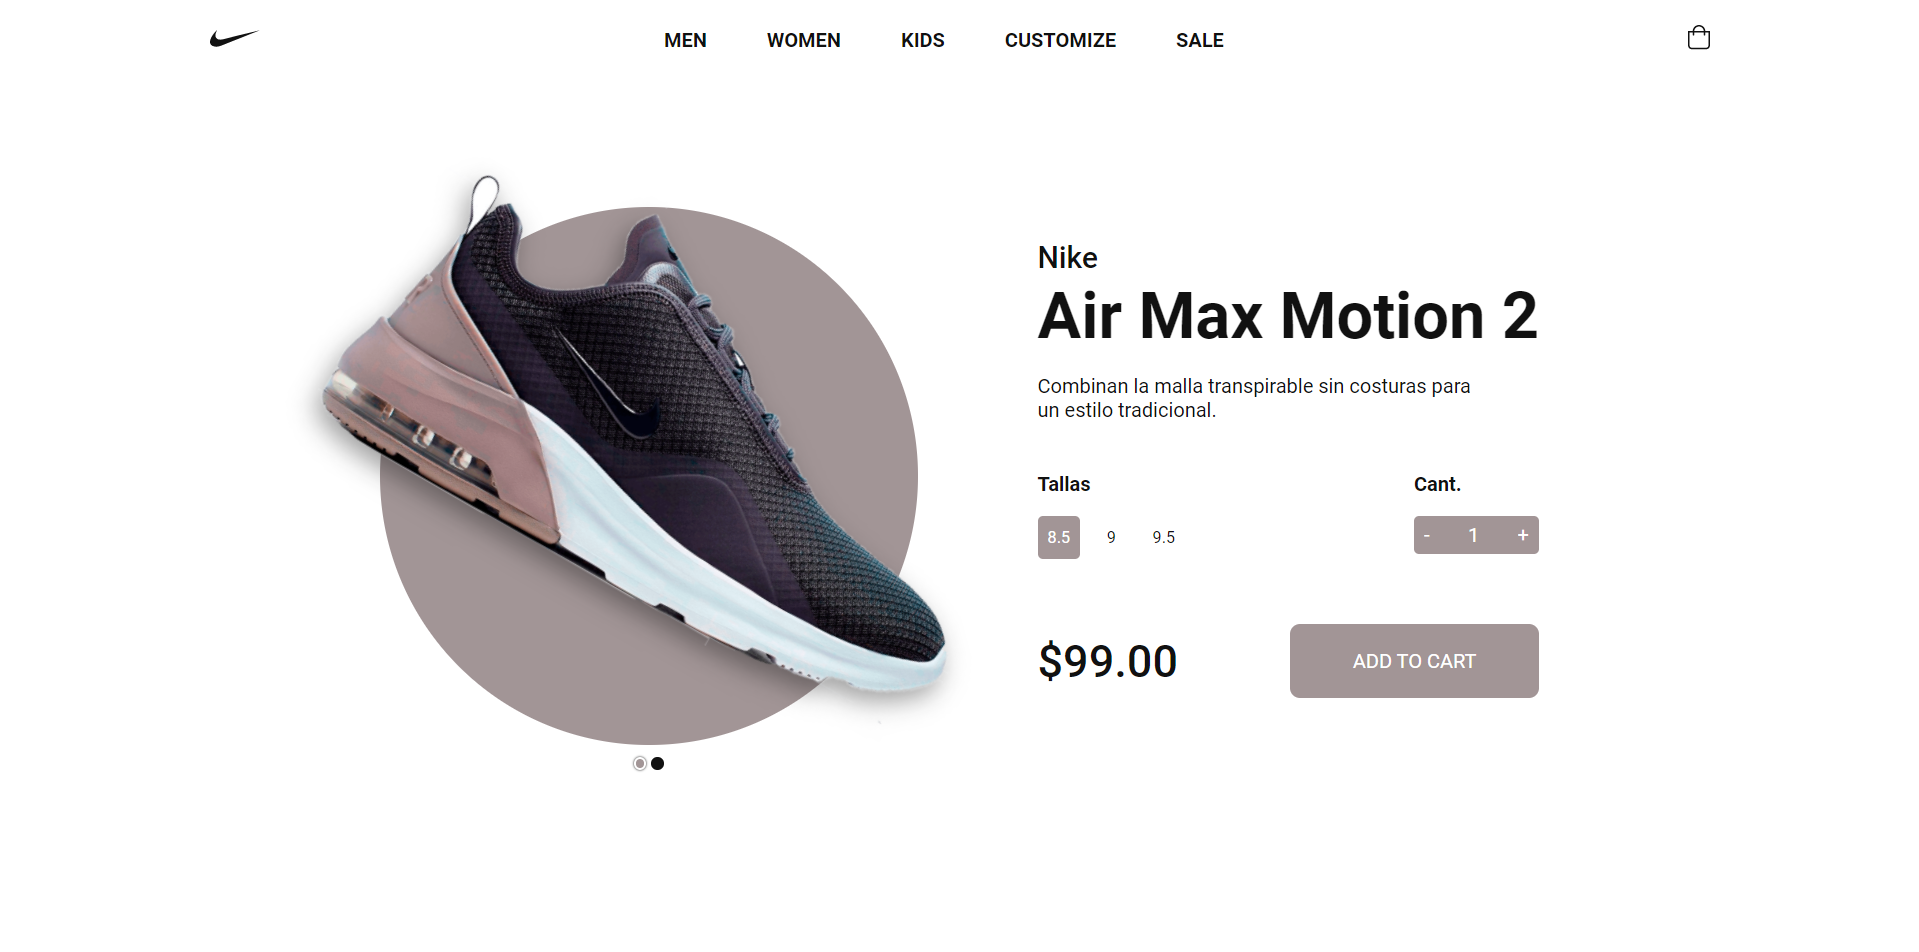 MEN WOMEN KIDS CUSTOMIZE SALE
Nike
Air Max Motion 2
Combinan la malla transpirable sin costuras para
un estilo tradicional.
Tallas
8.5 9 9.5
Cant.
- 1 +
$99.00
ADD TO CART